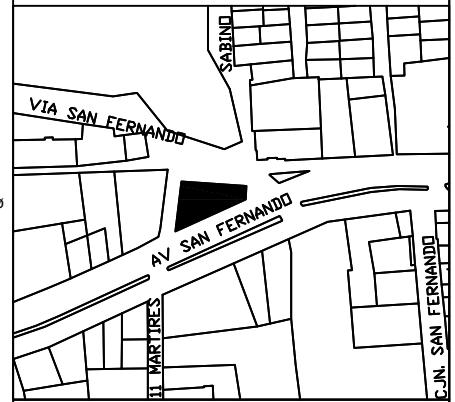 SABINO
VIA SAN FERNANDO
AV SAN FERNANDO
11 MARTIRES
CJN. SAN FERNANDO